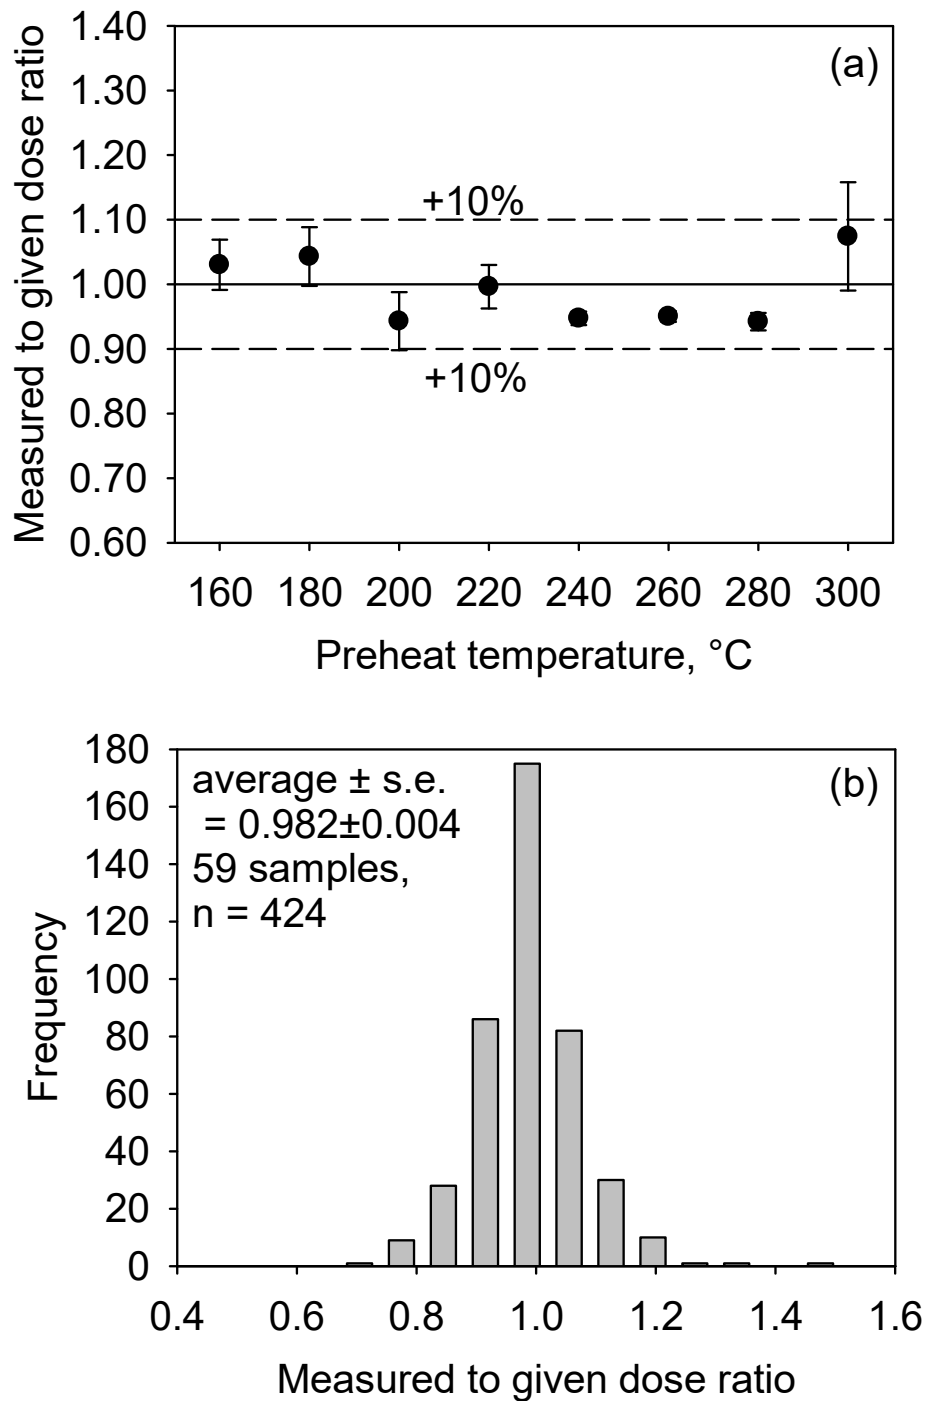 Measured to given dose ratio
1.40
1.30
1.20
1.10
1.00
0.90
0.80
0.70
0.60
(a)
+10%
+10%
160 180 200 220 240 260 280 300
Preheat temperature, °C
Frequency
180
160
140
120
100
80
60
40
20
0
average ± s.e.
= 0.982±0.004
59 samples,
n = 424
(b)
0.4 0.6 0.8 1.0 1.2 1.4 1.6
Measured to given dose ratio